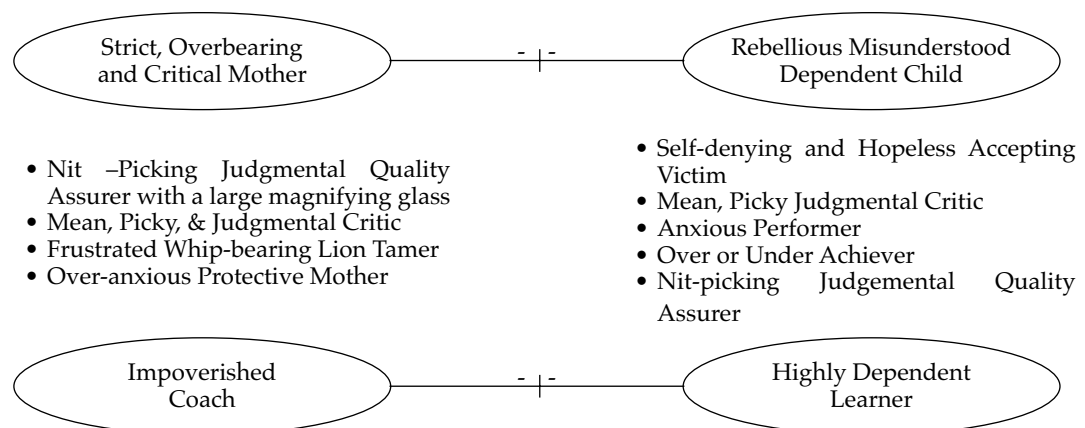 Strict, Overbearing
and Critical Mother
- -
Rebellious Misunderstood
Dependent Child
• Nit –Picking Judgmental Quality
Assurer with a large magnifying glass
• Mean, Picky, & Judgmental Critic
• Frustrated Whip-bearing Lion Tamer
• Over-anxious Protective Mother
• Self-denying and Hopeless Accepting
Victim
• Mean, Picky Judgmental Critic
• Anxious Performer
• Over or Under Achiever
• Nit-picking Judgemental Quality
Assurer
Impoverished
Coach
- -
Highly Dependent
Learner